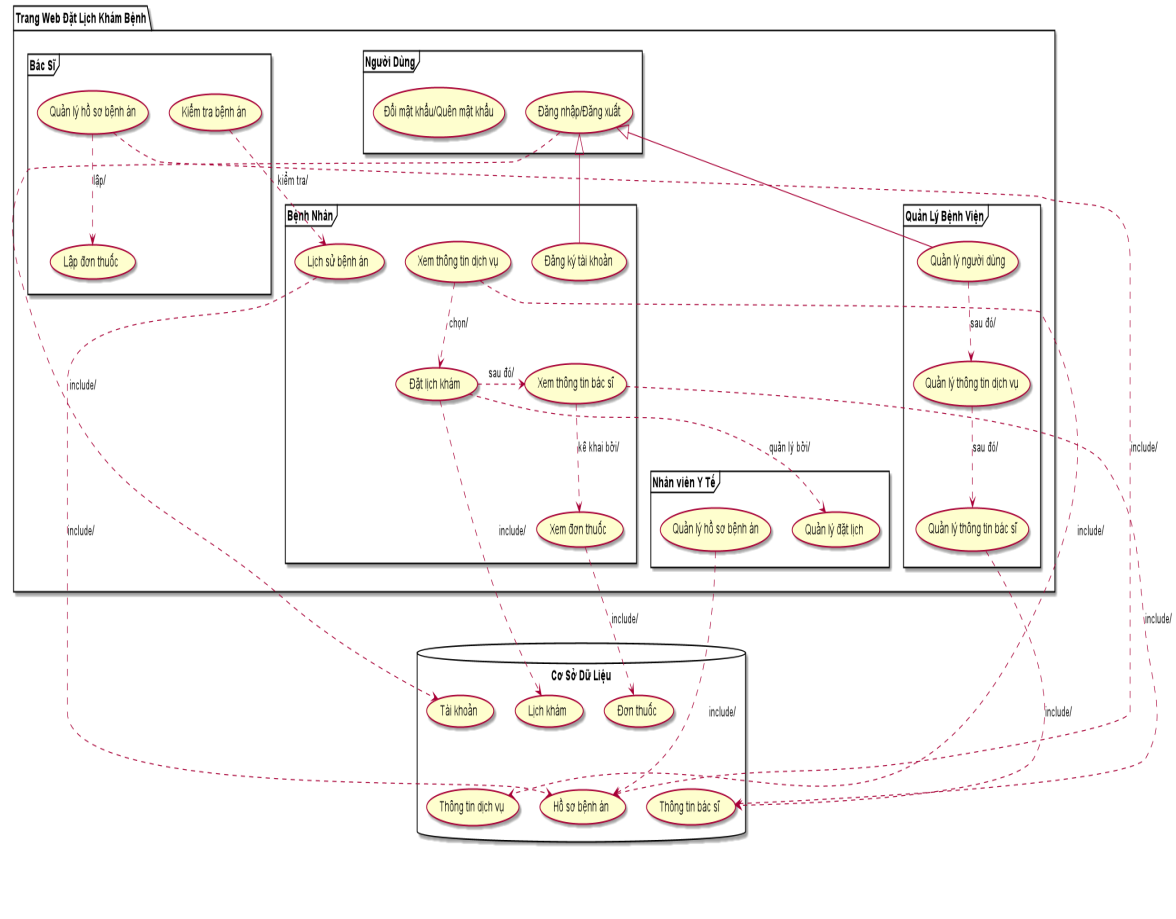 Trang Web Đặt Lịch Khám Bệnh
Bác Sĩ
Người Dùng
Quản lý hồ sơ bệnh án
Kiểm tra bệnh án
Đổi mật khẩu/Quên mật khẩu
Đăng nhập/Đăng xuất
lập/
kiểm tra/
Bệnh Nhân
Quản Lý Bệnh Viện
Lập đơn thuốc
Lịch sử bệnh án
Xem thông tin dịch vụ
Đăng ký tài khoản
Quản lý người dùng
chọn/
sau đó/
include/
Đặt lịch khám
sau đó/
Xem thông tin bác sĩ
Quản lý thông tin dịch vụ
kê khai bởi/
quản lý bởi/
sau đó/
include/
Nhân viên Y Tế
include/
include/
Xem đơn thuốc
Quản lý hồ sơ bệnh án
Quản lý đặt lịch
Quản lý thông tin bác sĩ
include/
include/
include/
Cơ Sở Dữ Liệu
Tài khoản
Lịch khám
Đơn thuốc
include/
include/
Thông tin dịch vụ
Hồ sơ bệnh án
Thông tin bác sĩ